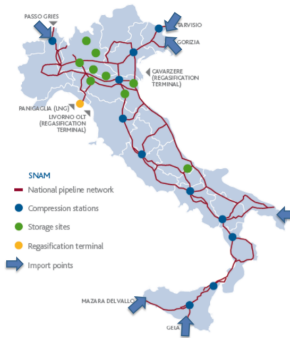 PASSO GRIES
TARVISIO
GORIZIA
CAVARZERE
(REGASIFICATION
TERMINAL)
PANIGAGLIA (LNG)
LIVORNO OLT
(REGASIFICATION
TERMINAL)
SNAM
National pipeline network
Compression stations
Storage sites
Regasification terminal
Import points
MAZARA DEL VALLO
GELA